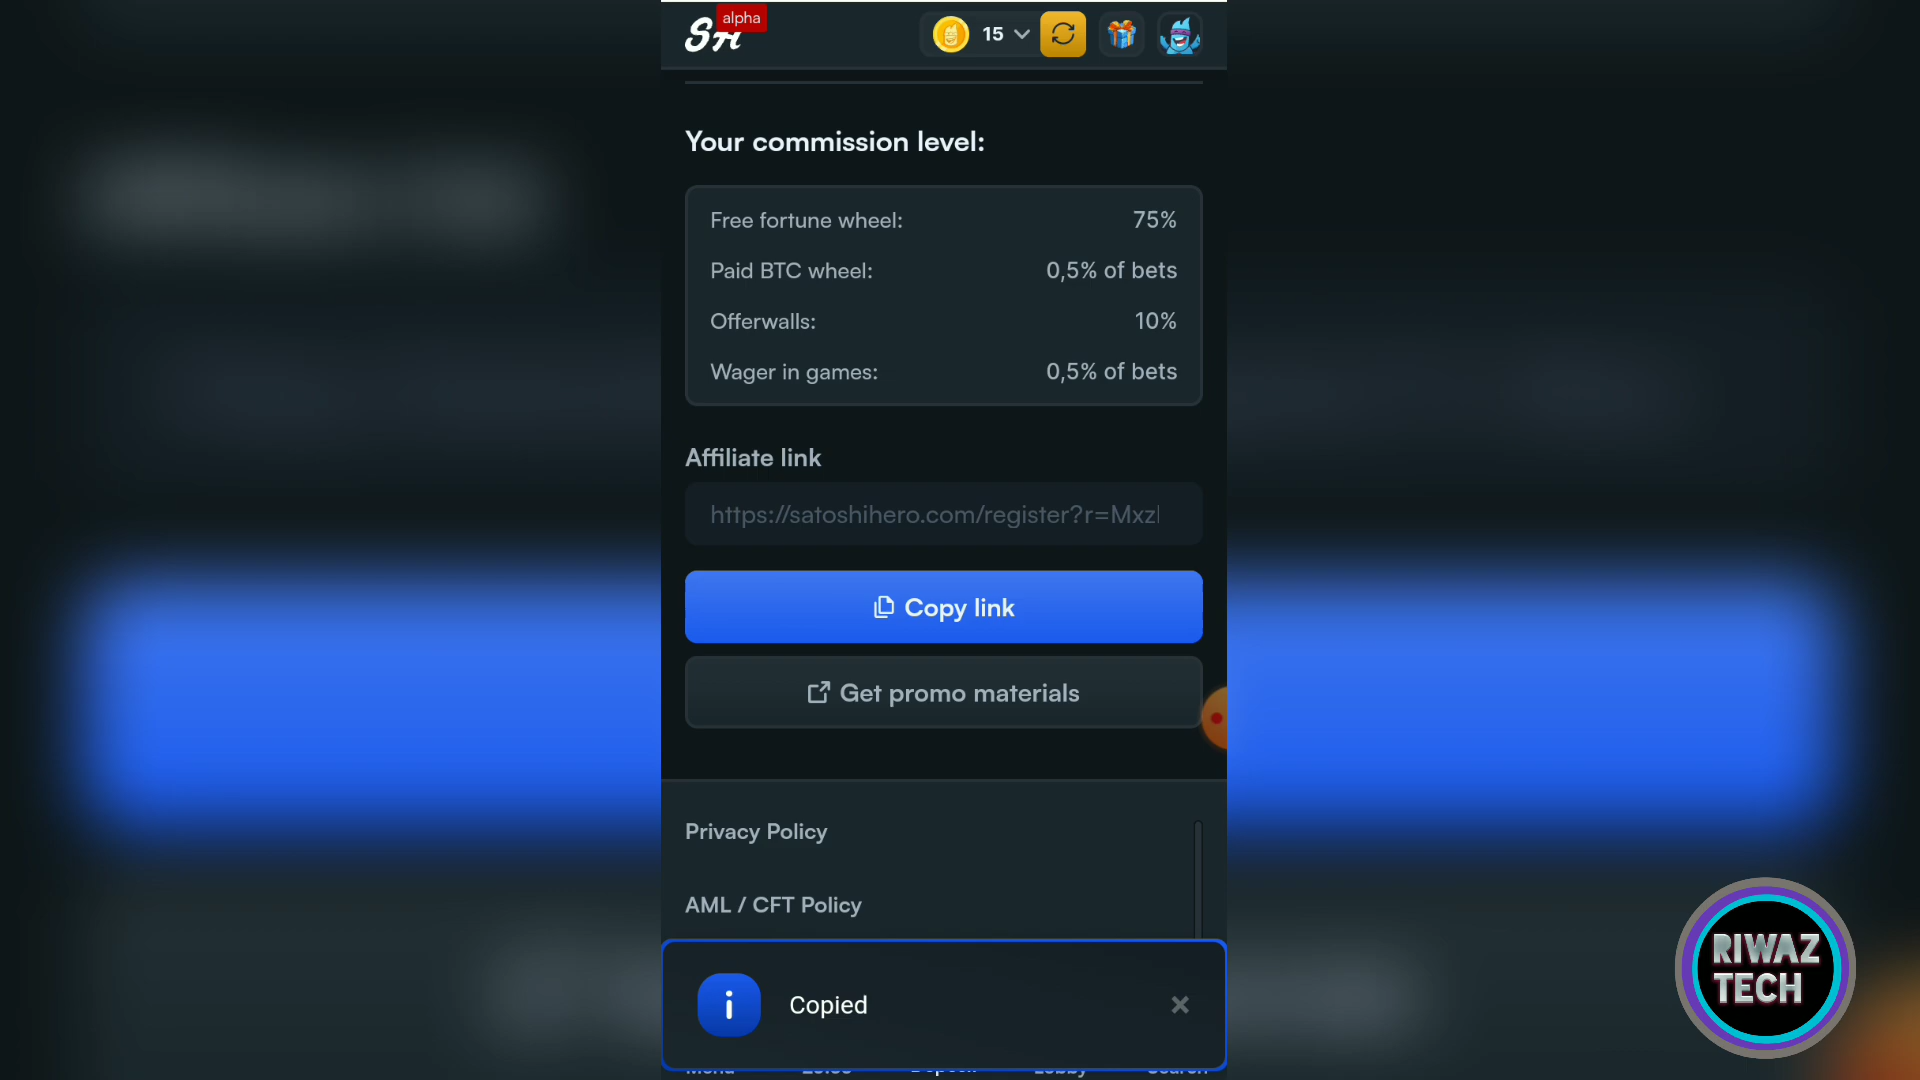 SH
alpha
15
Your commission level:
Free fortune wheel: 75%
Paid BTC wheel: 0,5% of bets
Offerwalls: 10%
Wager in games: 0,5% of bets
Affiliate link
https://satoshihero.com/register?r=Mxz
Copy link
Get promo materials
Privacy Policy
AML / CFT Policy
Copied
RIWAZ
TECH